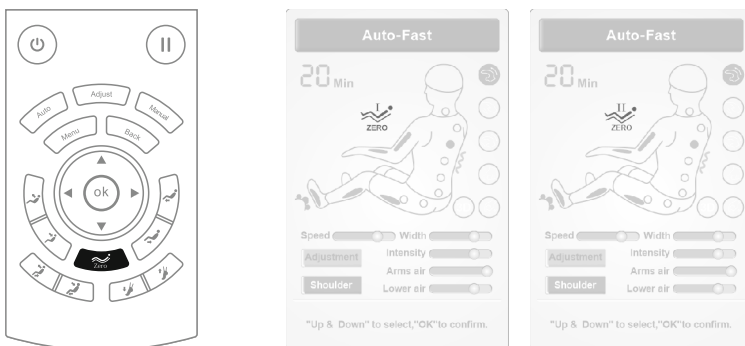 Auto
Adjust
Manual
Menu
Back
ok
Zero
Auto-Fast
20 Min
I
ZERO
Speed
Width
Adjustment
Intensity
Arms air
Shoulder
Lower air
"Up & Down" to select,"OK"to confirm.
Auto-Fast
20 Min
II
ZERO
Speed
Width
Adjustment
Intensity
Arms air
Shoulder
Lower air
"Up & Down" to select,"OK"to confirm.